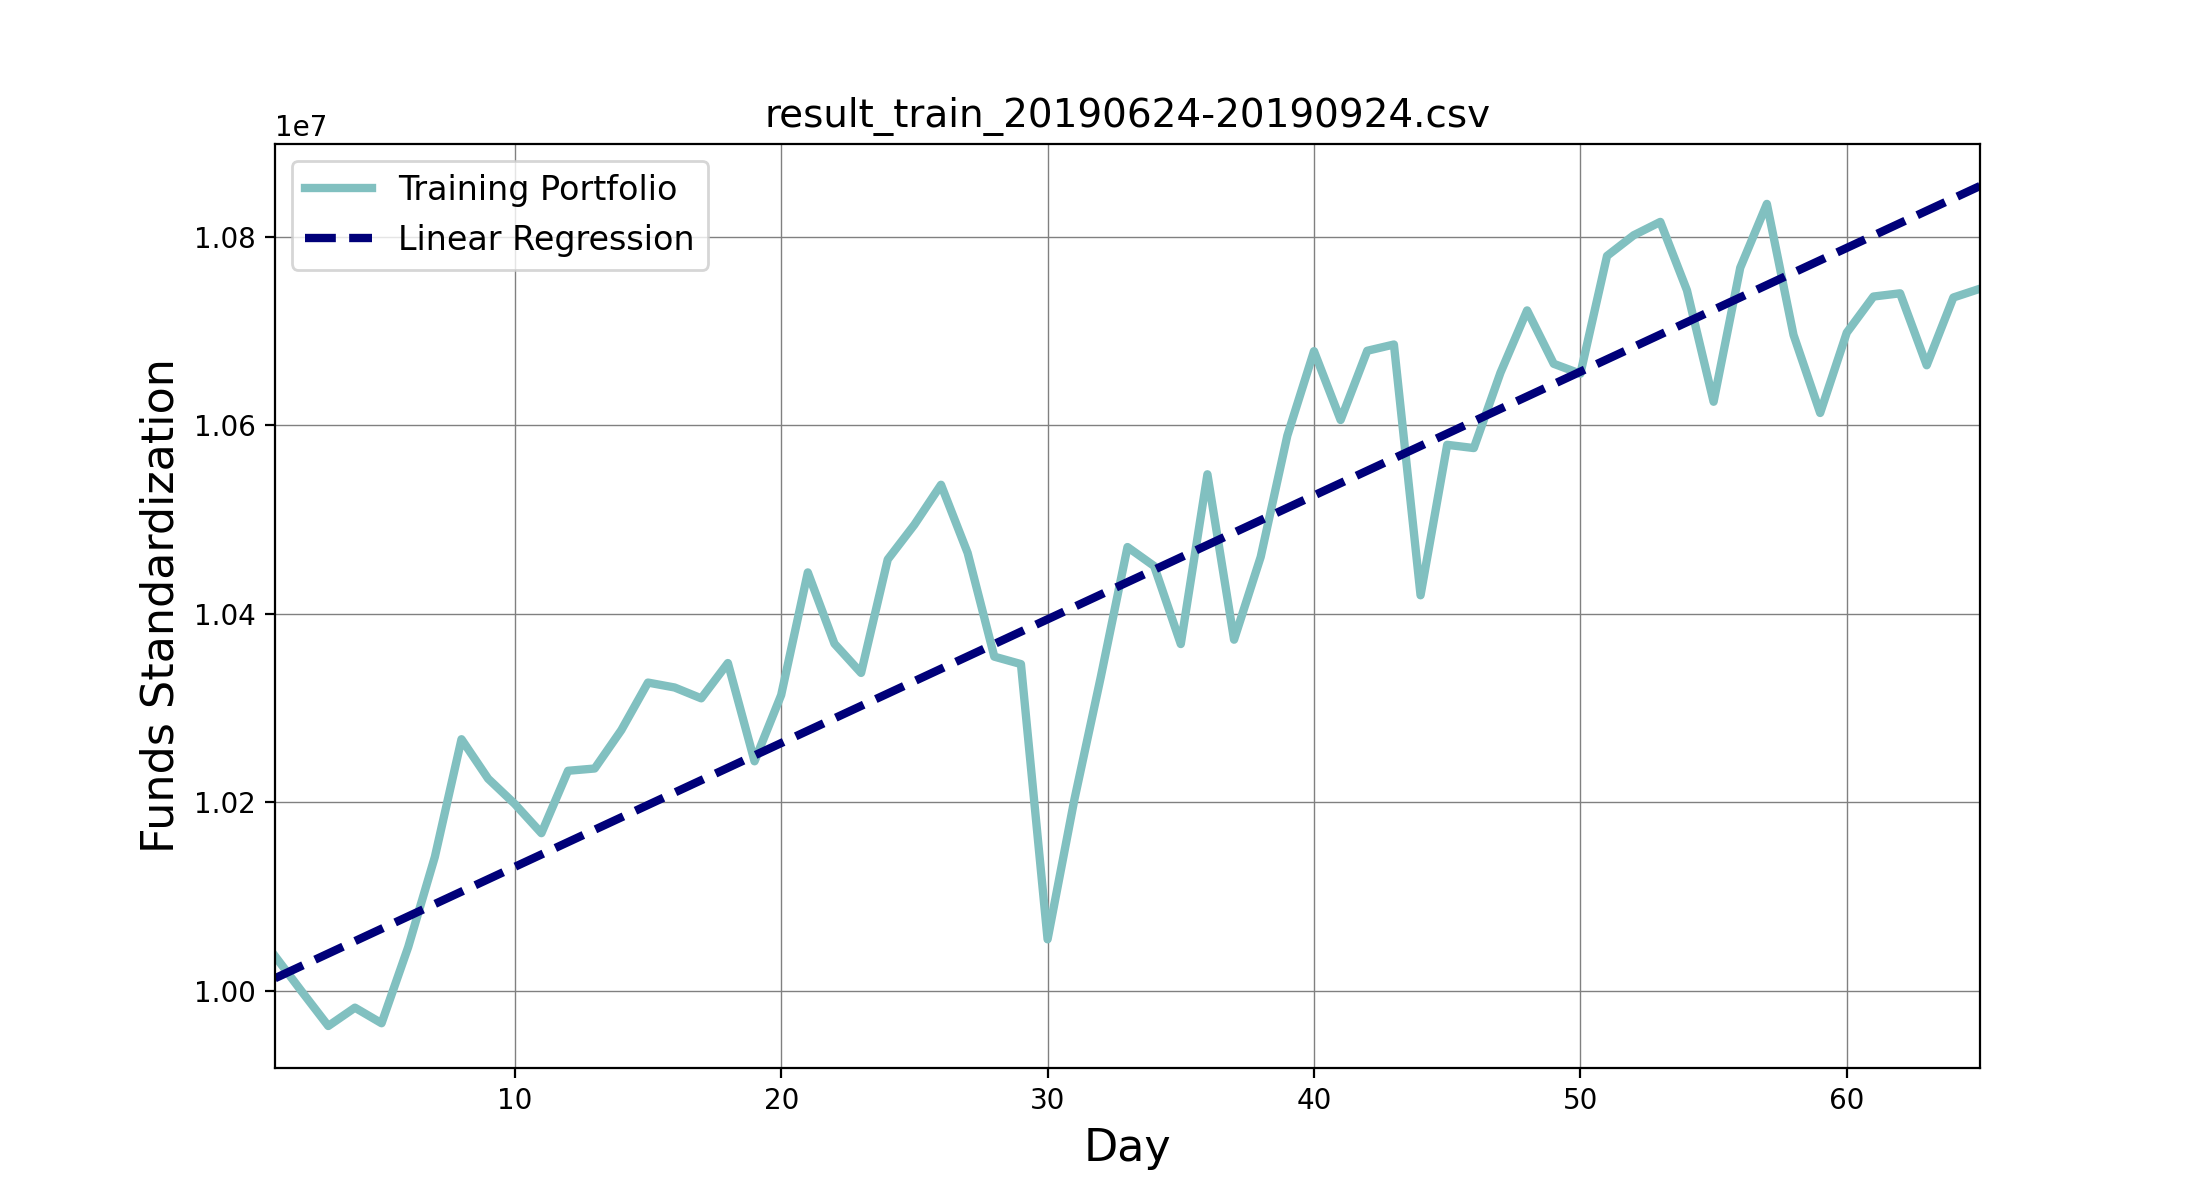 result_train_20190624-20190924.csv
1e7
Training Portfolio
Linear Regression
1.08
1.06
1.04
1.02
1.00
Funds Standardization
10 20 30 40 50 60
Day